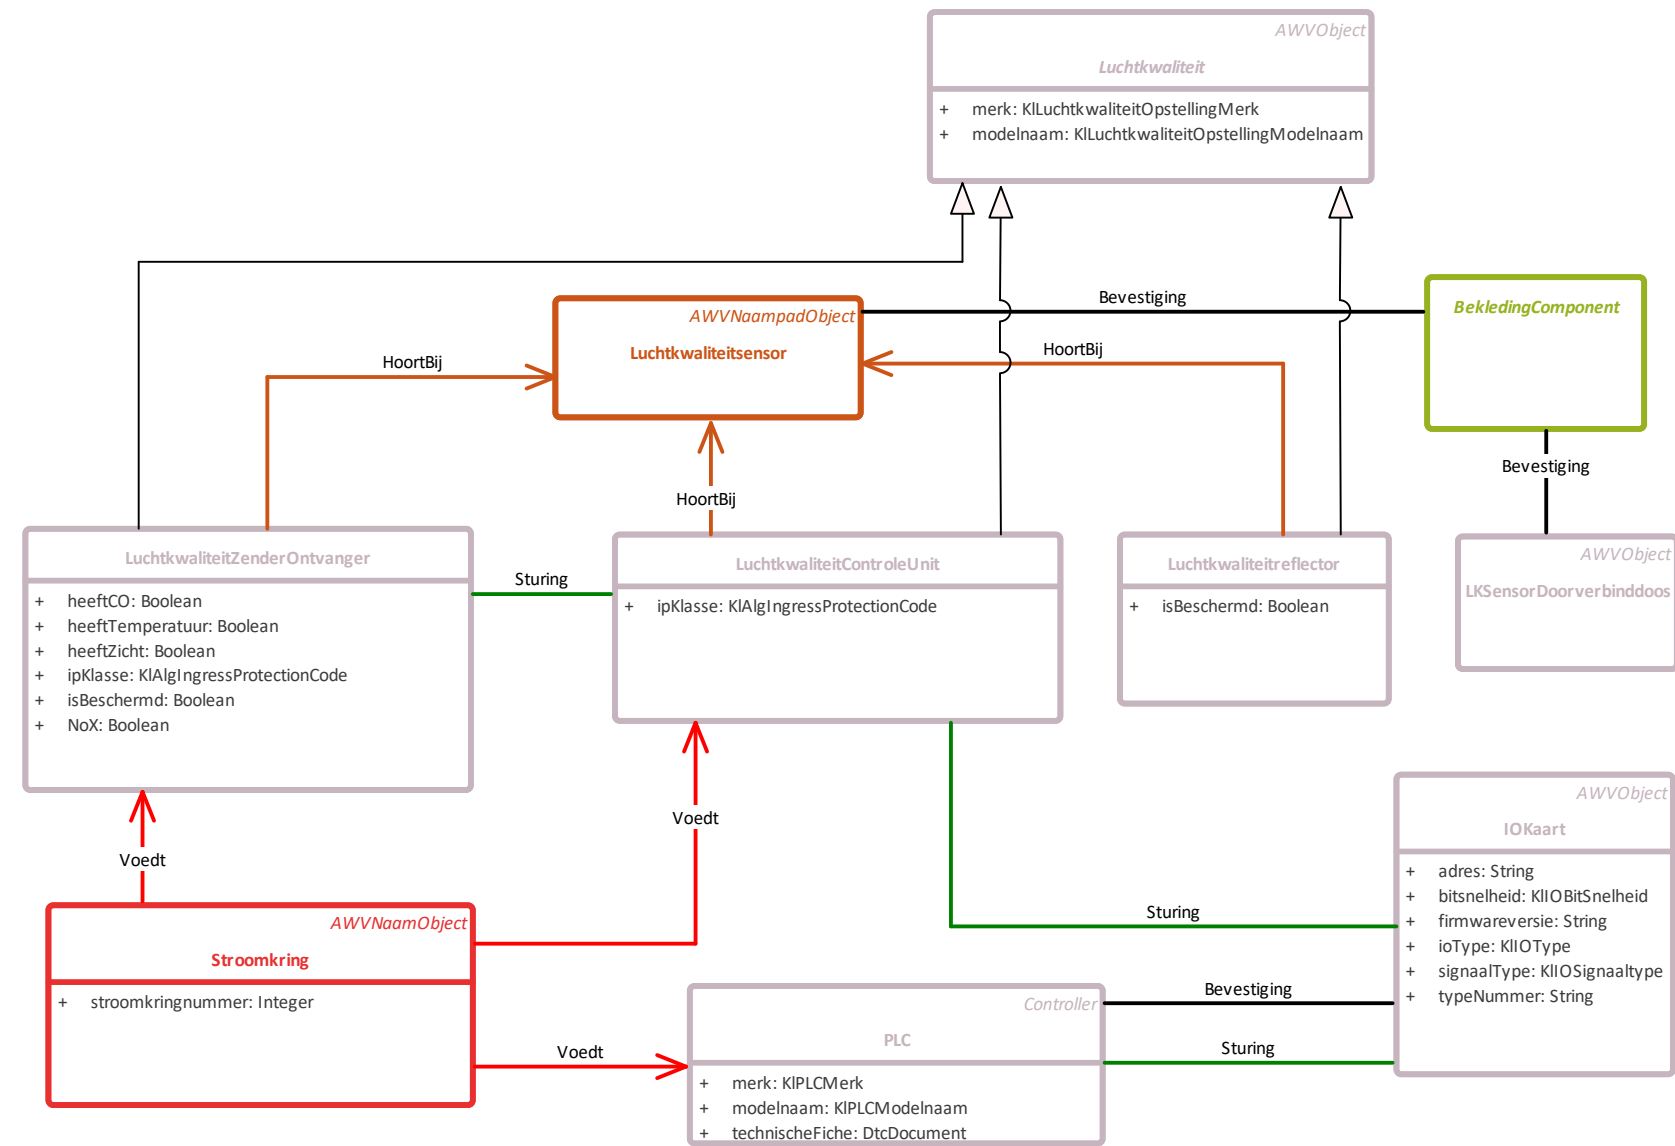 AWVObject
Luchtkwaliteit
+ merk: KlLuchtkwaliteitOpstellingMerk
+ modelnaam: KlLuchtkwaliteitOpstellingModelnaam
Bevestiging
AWVNaampadObject
Luchtkwaliteitsensor
BekledingComponent
HoortBij
HoortBij
Bevestiging
HoortBij
LuchtkwaliteitZenderOntvanger
+ heeftCO: Boolean
+ heeftTemperatuur: Boolean
+ heeftZicht: Boolean
+ ipKlasse: KlAlgIngressProtectionCode
+ isBeschermd: Boolean
+ NoX: Boolean
Sturing
LuchtkwaliteitControleUnit
+ ipKlasse: KlAlgIngressProtectionCode
Luchtkwaliteitreflector
+ isBeschermd: Boolean
AWVObject
LKSensorDoorverbinddoos
Voedt
Voedt
AWVObject
IOKaart
+ adres: String
+ bitsnelheid: KlIOBitSnelheid
+ firmwareversie: String
+ ioType: KlIOType
+ signaalType: KlIOSignaaltype
+ typeNummer: String
Sturing
AWVNaamObject
Stroomkring
+ stroomkringnummer: Integer
Voedt
Bevestiging
Sturing
Controller
PLC
+ merk: KlPLCMerk
+ modelnaam: KlPLCModelnaam
+ technischeFiche: DtcDocument